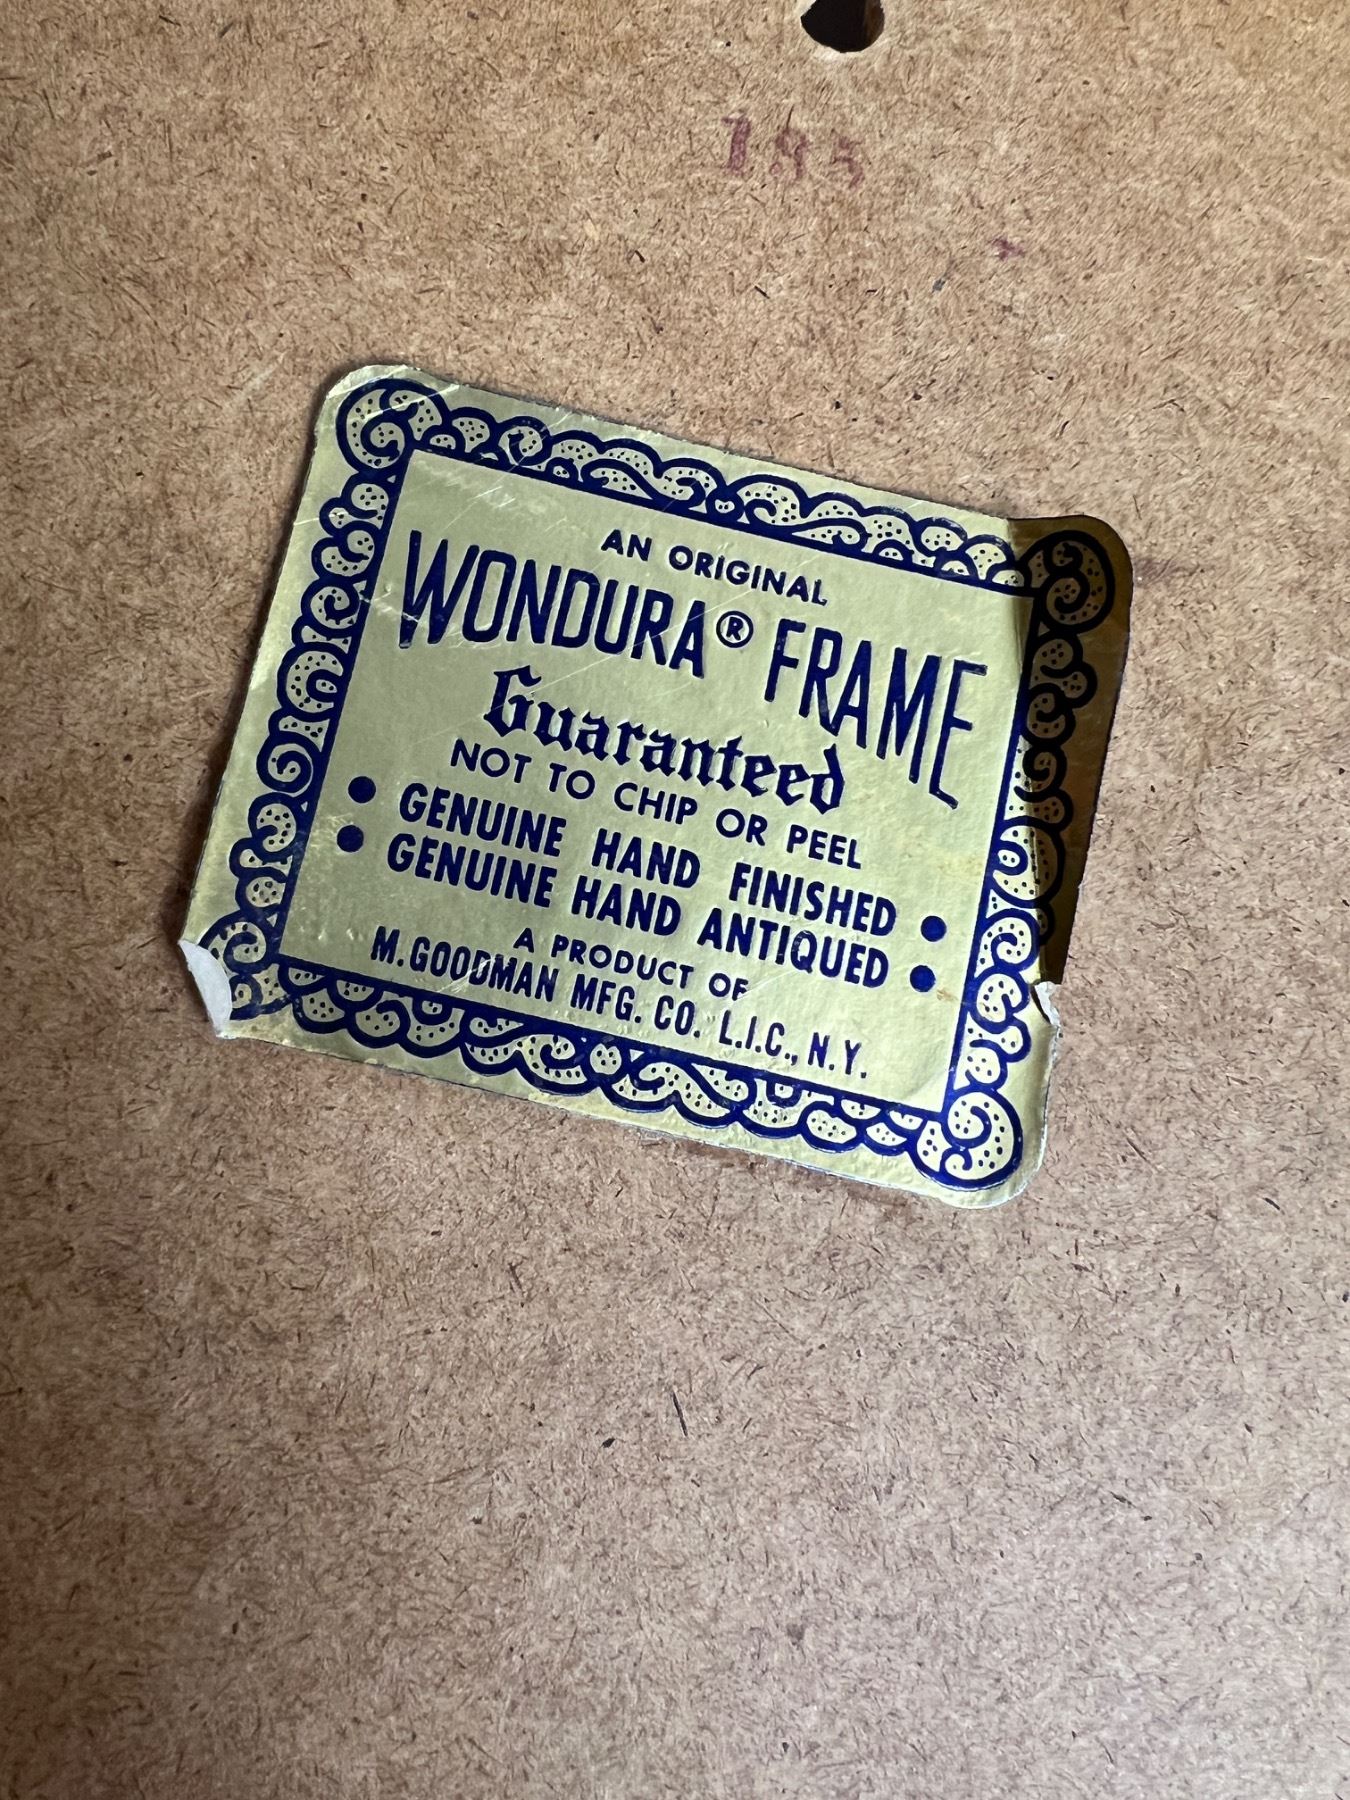 185
AN ORIGINAL
WONDURA® FRAME
Guaranteed
NOT TO CHIP OR PEEL
• GENUINE HAND FINISHED •
• GENUINE HAND ANTIQUED •
A PRODUCT OF
M. GOODMAN MFG. CO. L.I.C., N.Y.